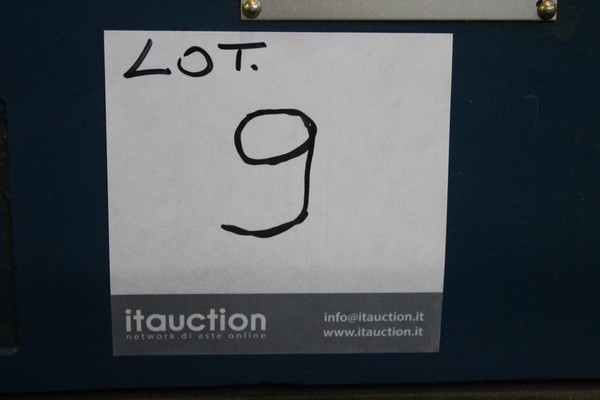 LOT.
9
itauction
network di aste online
info@itauction.it
www.itauction.it